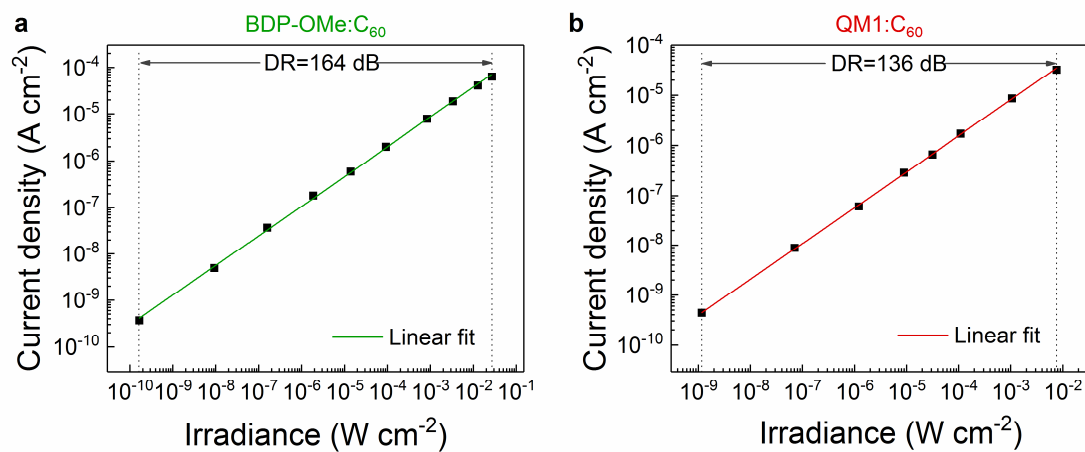 a
BDP-OMe:C₆₀
DR=164 dB
Current density (A cm⁻²)
10⁻⁴
10⁻⁵
10⁻⁶
10⁻⁷
10⁻⁸
10⁻⁹
10⁻¹⁰
Linear fit
10⁻¹⁰ 10⁻⁹ 10⁻⁸ 10⁻⁷ 10⁻⁶ 10⁻⁵ 10⁻⁴ 10⁻³ 10⁻² 10⁻¹
Irradiance (W cm⁻²)
b
QM1:C₆₀
DR=136 dB
Current density (A cm⁻²)
10⁻⁴
10⁻⁵
10⁻⁶
10⁻⁷
10⁻⁸
10⁻⁹
10⁻¹⁰
Linear fit
10⁻⁹ 10⁻⁸ 10⁻⁷ 10⁻⁶ 10⁻⁵ 10⁻⁴ 10⁻³ 10⁻²
Irradiance (W cm⁻²)